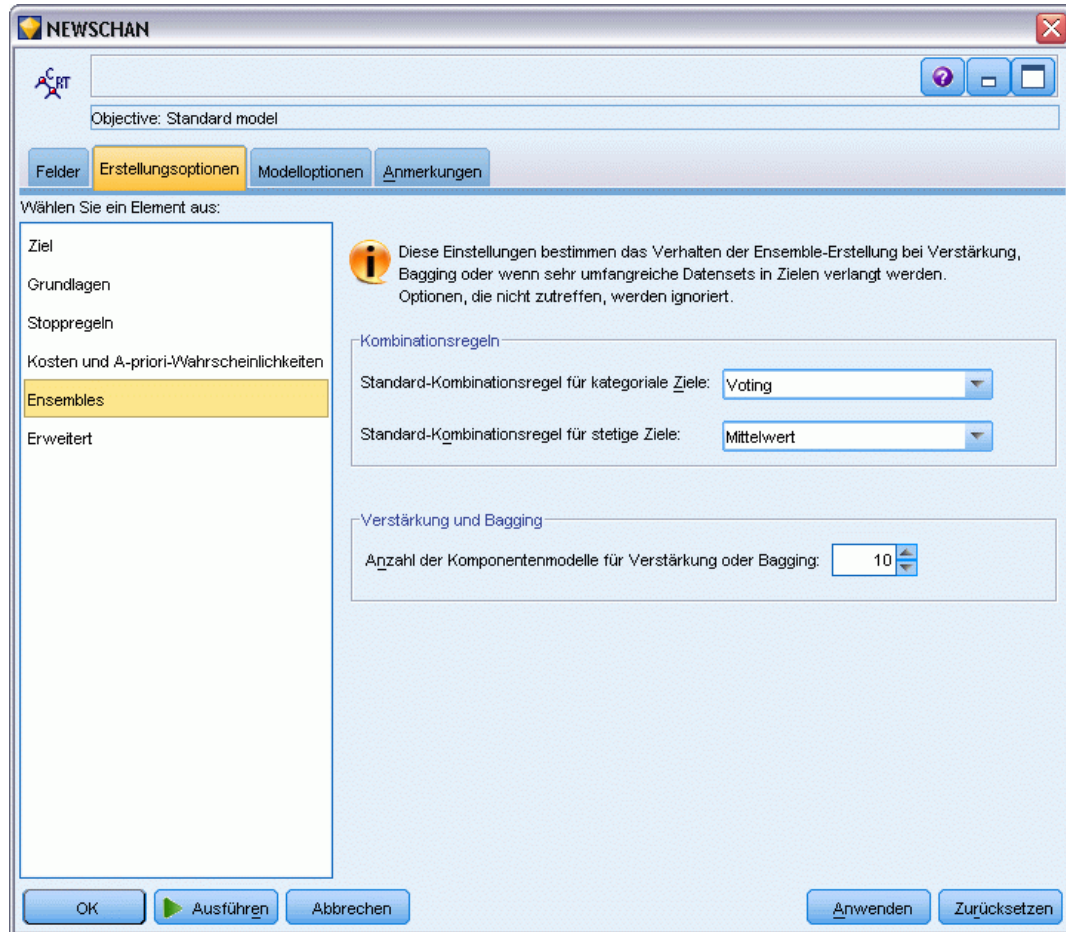 NEWSCHAN
C RT
Objective: Standard model
Felder Erstellungsoptionen Modelloptionen Anmerkungen
Wählen Sie ein Element aus:
Ziel
Grundlagen
Stoppregeln
Kosten und A-priori-Wahrscheinlichkeiten
Ensembles
Erweitert
Diese Einstellungen bestimmen das Verhalten der Ensemble-Erstellung bei Verstärkung,
Bagging oder wenn sehr umfangreiche Datensets in Zielen verlangt werden.
Optionen, die nicht zutreffen, werden ignoriert.
Kombinationsregeln
Standard-Kombinationsregel für kategoriale Ziele: Voting
Standard-Kombinationsregel für stetige Ziele: Mittelwert
Verstärkung und Bagging
Anzahl der Komponentenmodelle für Verstärkung oder Bagging: 10
OK Ausführen Abbrechen Anwenden Zurücksetzen